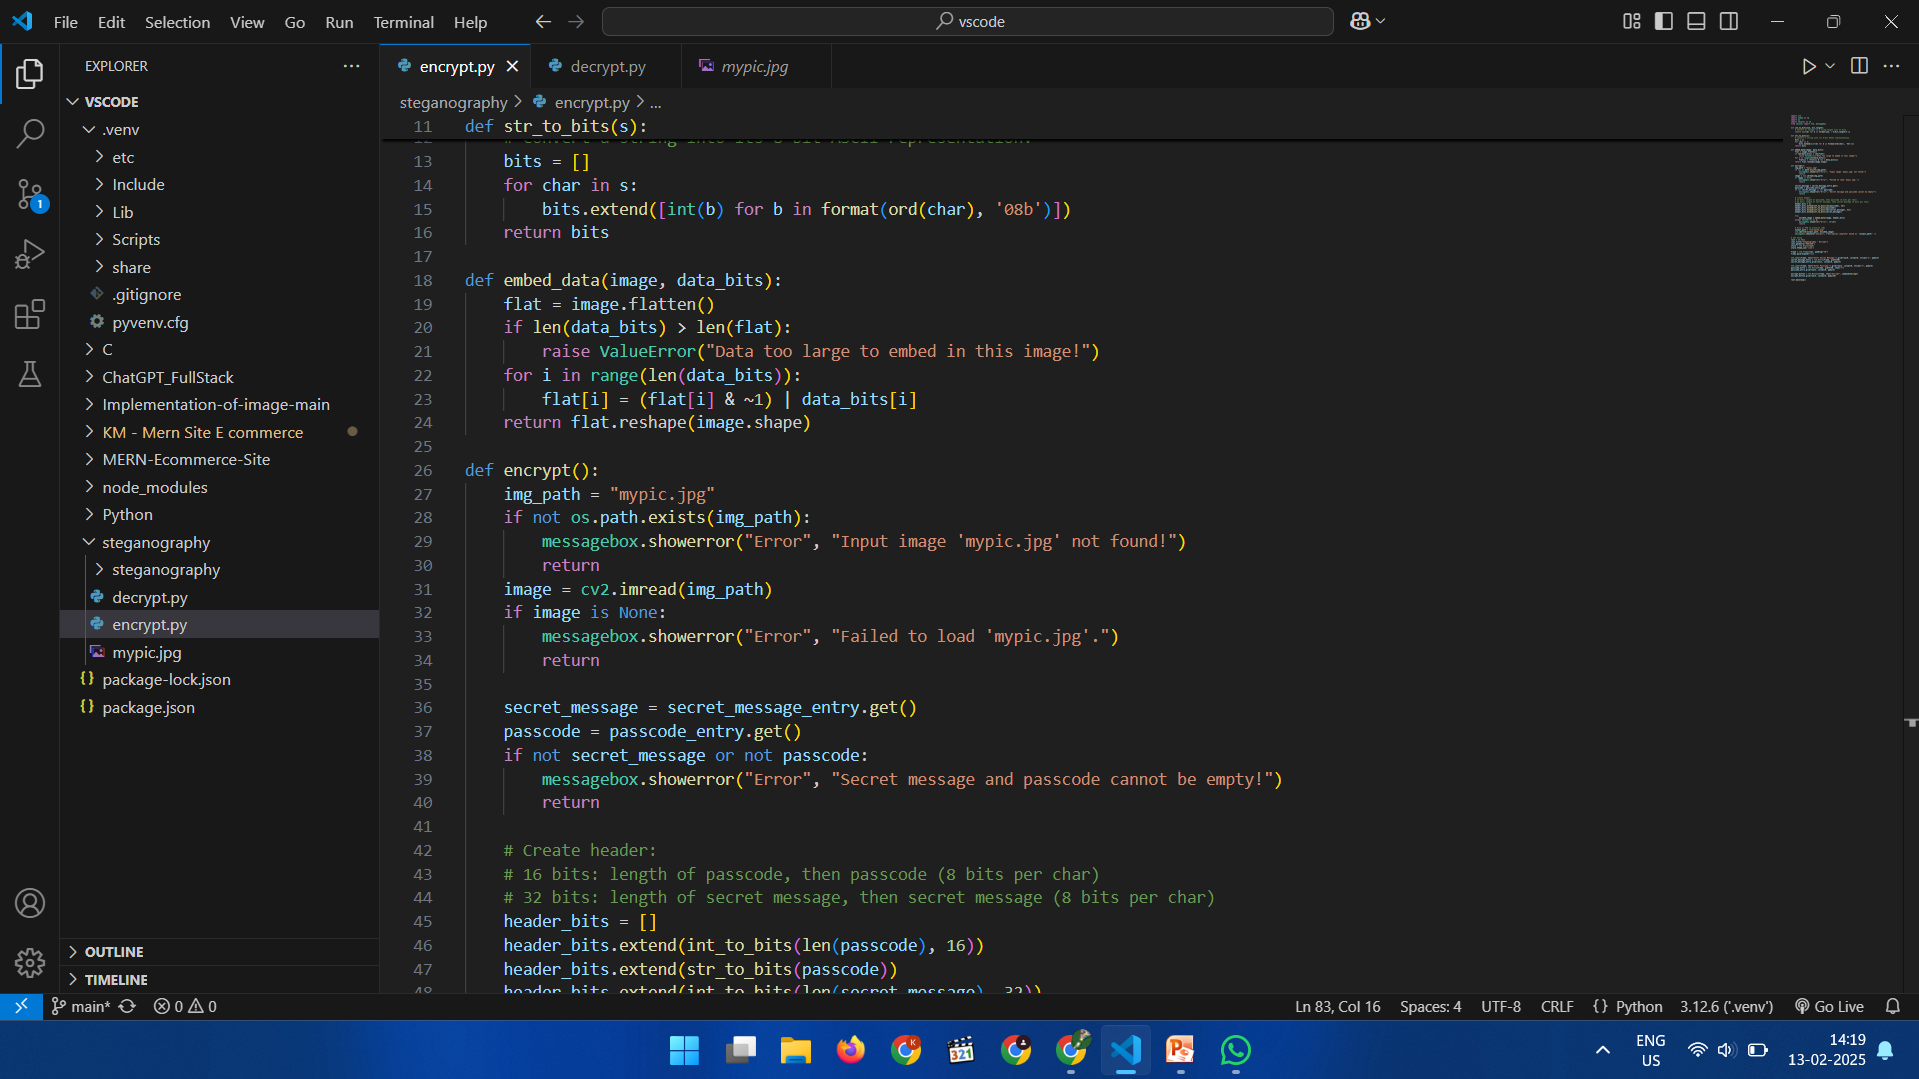 File Edit Selection View Go Run Terminal Help
vscode
EXPLORER
VSCODE
.venv
etc
Include
Lib
Scripts
share
.gitignore
pyvenv.cfg
C
ChatGPT_FullStack
Implementation-of-image-main
KM - Mern Site E commerce
MERN-Ecommerce-Site
node_modules
Python
steganography
steganography
decrypt.py
encrypt.py
mypic.jpg
package-lock.json
package.json
OUTLINE
TIMELINE
1
encrypt.py decrypt.py mypic.jpg
steganography > encrypt.py > ...
11 def str_to_bits(s):
13 bits = []
14 for char in s:
15 bits.extend([int(b) for b in format(ord(char), '08b')])
16 return bits
17
18 def embed_data(image, data_bits):
19 flat = image.flatten()
20 if len(data_bits) > len(flat):
21 raise ValueError("Data too large to embed in this image!")
22 for i in range(len(data_bits)):
23 flat[i] = (flat[i] & ~1) | data_bits[i]
24 return flat.reshape(image.shape)
25
26 def encrypt():
27 img_path = "mypic.jpg"
28 if not os.path.exists(img_path):
29 messagebox.showerror("Error", "Input image 'mypic.jpg' not found!")
30 return
31 image = cv2.imread(img_path)
32 if image is None:
33 messagebox.showerror("Error", "Failed to load 'mypic.jpg'.")
34 return
35
36 secret_message = secret_message_entry.get()
37 passcode = passcode_entry.get()
38 if not secret_message or not passcode:
39 messagebox.showerror("Error", "Secret message and passcode cannot be empty!")
40 return
41
42 # Create header:
43 # 16 bits: length of passcode, then passcode (8 bits per char)
44 # 32 bits: length of secret message, then secret message (8 bits per char)
45 header_bits = []
46 header_bits.extend(int_to_bits(len(passcode), 16))
47 header_bits.extend(str_to_bits(passcode))
48 header_bits.extend(int_to_bits(len(secret_message), 32))
main* 0 0
Ln 83, Col 16 Spaces: 4 UTF-8 CRLF {} Python 3.12.6 ('.venv') Go Live
ENG
US
14:19
13-02-2025